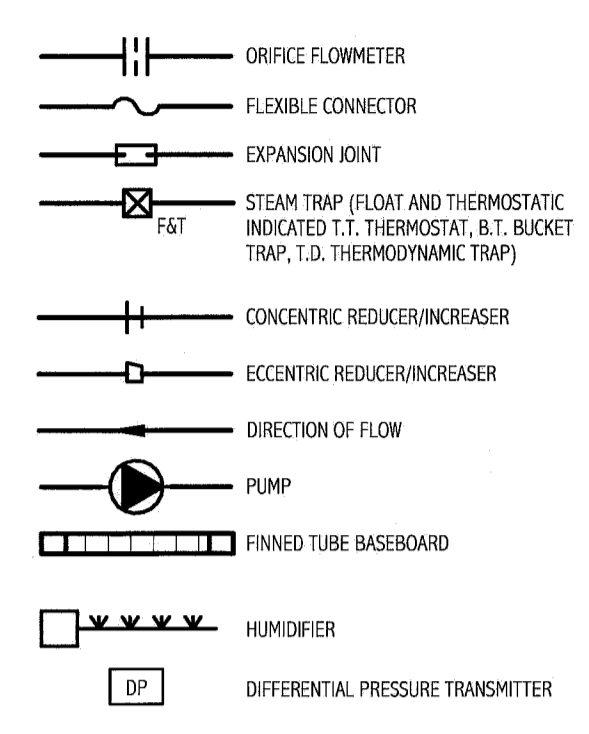 ORIFICE FLOWMETER
FLEXIBLE CONNECTOR
EXPANSION JOINT
STEAM TRAP (FLOAT AND THERMOSTATIC
F&T INDICATED T.T. THERMOSTAT, B.T. BUCKET
TRAP, T.D. THERMODYNAMIC TRAP)
CONCENTRIC REDUCER/INCREASER
ECCENTRIC REDUCER/INCREASER
DIRECTION OF FLOW
PUMP
FINNED TUBE BASEBOARD
HUMIDIFIER
DP DIFFERENTIAL PRESSURE TRANSMITTER